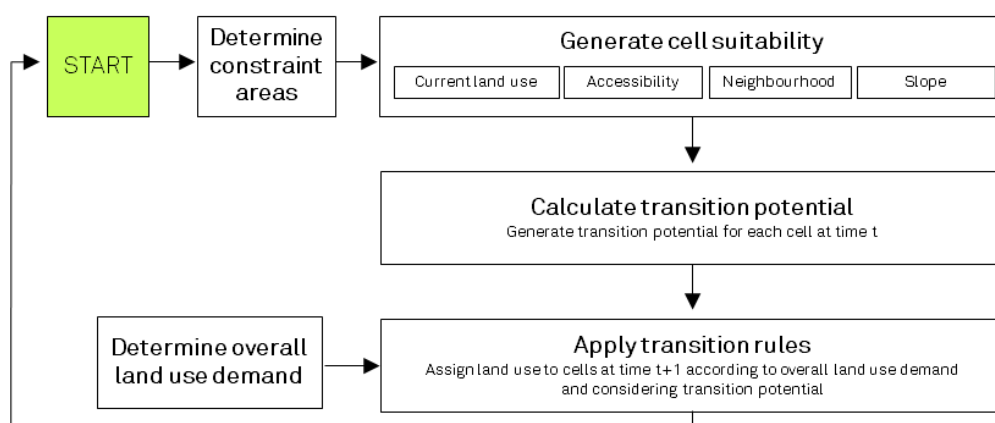 START
Determine
constraint
areas
Generate cell suitability
Current land use
Accessibility
Neighbourhood
Slope
Calculate transition potential
Generate transition potential for each cell at time t
Determine overall
land use demand
Apply transition rules
Assign land use to cells at time t+1 according to overall land use demand
and considering transition potential